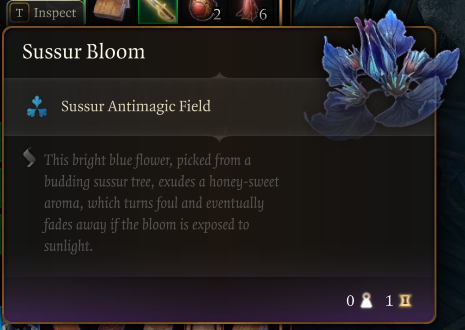 T Inspect
2
6
Sussur Bloom
Sussur Antimagic Field
This bright blue flower, picked from a
budding sussur tree, exudes a honey-sweet
aroma, which turns foul and eventually
fades away if the bloom is exposed to
sunlight.
0 1